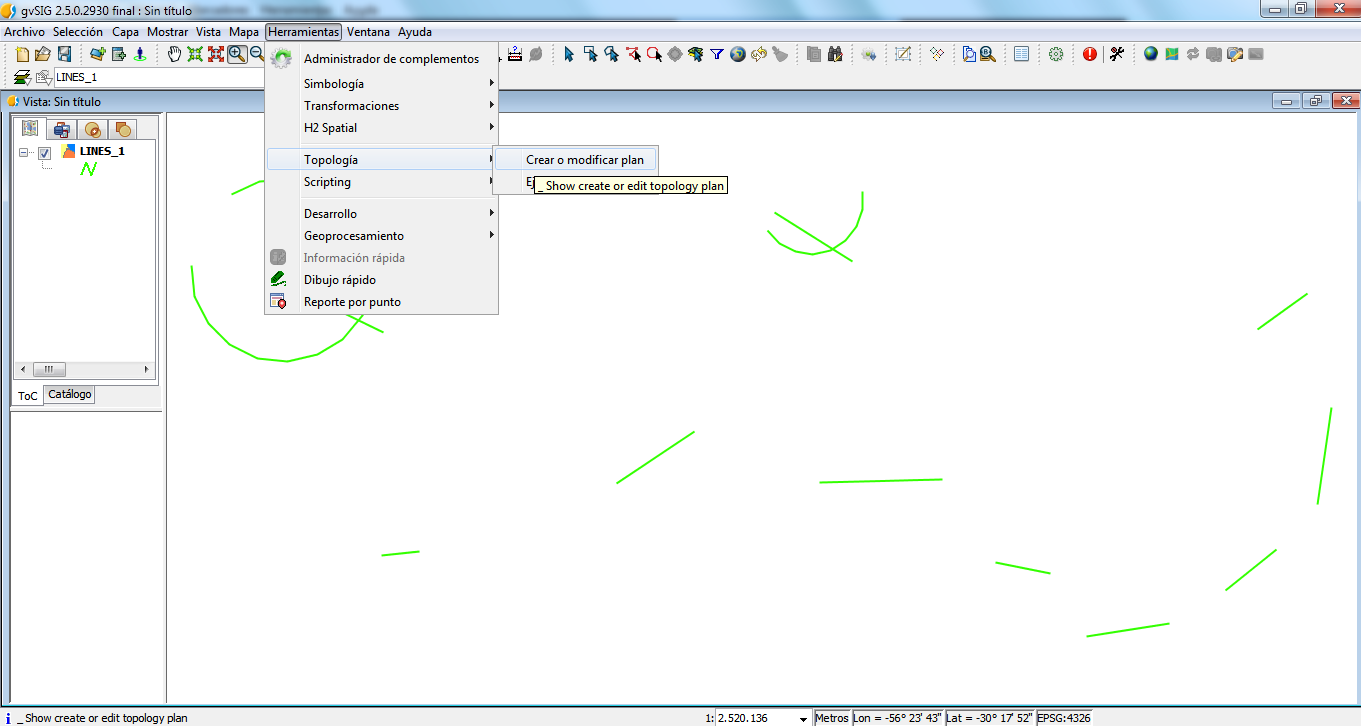 gvSIG 2.5.0.2930 final : Sin título
Archivo Selección Capa Mostrar Vista Mapa Herramientas Ventana Ayuda
LINES_1
Administrador de complementos
Simbología
Transformaciones
H2 Spatial
Topología
Scripting
Desarrollo
Geoprocesamiento
Información rápida
Dibujo rápido
Reporte por punto
Crear o modificar plan
_Show create or edit topology plan
Vista: Sin título
LINES_1
ToC Catálogo
_Show create or edit topology plan
1: 2.520.136 Metros Lon = -56° 23' 43" Lat = -30° 17' 52" EPSG:4326